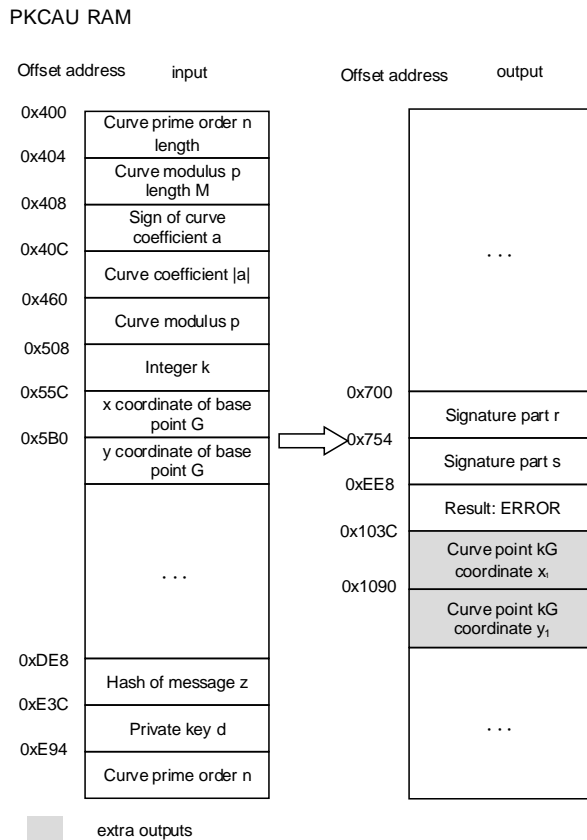 PKCAU RAM
Offset address
input
0x400
Curve prime order n
length
0x404
Curve modulus p
length M
0x408
Sign of curve
coefficient a
0x40C
Curve coefficient |a|
0x460
Curve modulus p
0x508
Integer k
0x55C
x coordinate of base
point G
0x5B0
y coordinate of base
point G
...
0xDE8
Hash of message z
0xE3C
Private key d
0xE94
Curve prime order n
Offset address
output
...
0x700
Signature part r
0x754
Signature part s
0xEE8
Result: ERROR
0x103C
Curve point kG
coordinate x₁
0x1090
Curve point kG
coordinate y₁
...
extra outputs